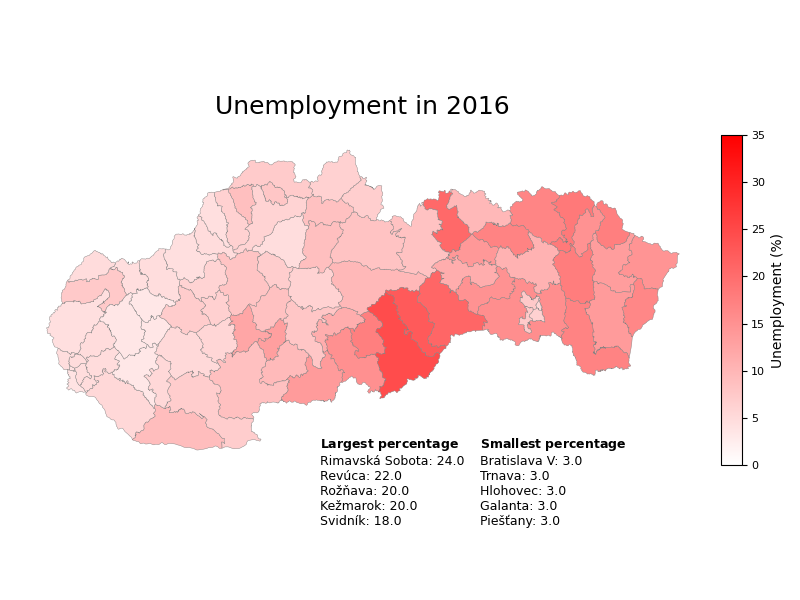 Unemployment in 2016
35
30
25
20
15
10
5
0
Unemployment (%)
Largest percentage
Rimavská Sobota: 24.0
Revúca: 22.0
Rožňava: 20.0
Kežmarok: 20.0
Svidník: 18.0
Smallest percentage
Bratislava V: 3.0
Trnava: 3.0
Hlohovec: 3.0
Galanta: 3.0
Piešťany: 3.0